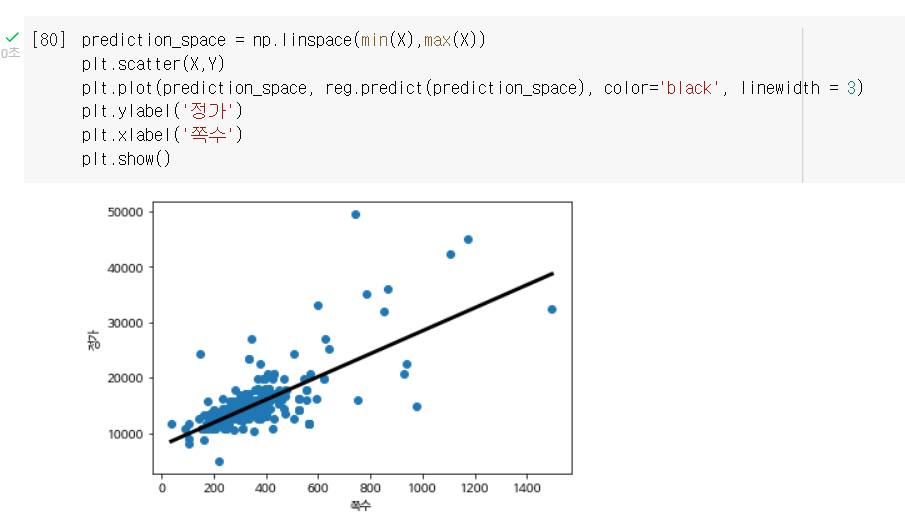 [80] prediction_space = np.linspace(min(X),max(X))
0초
plt.scatter(X,Y)
plt.plot(prediction_space, reg.predict(prediction_space), color='black', linewidth = 3)
plt.ylabel('정가')
plt.xlabel('쪽수')
plt.show()
50000
40000
30000
20000
10000
정가
0 200 400 600 800 1000 1200 1400
쪽수